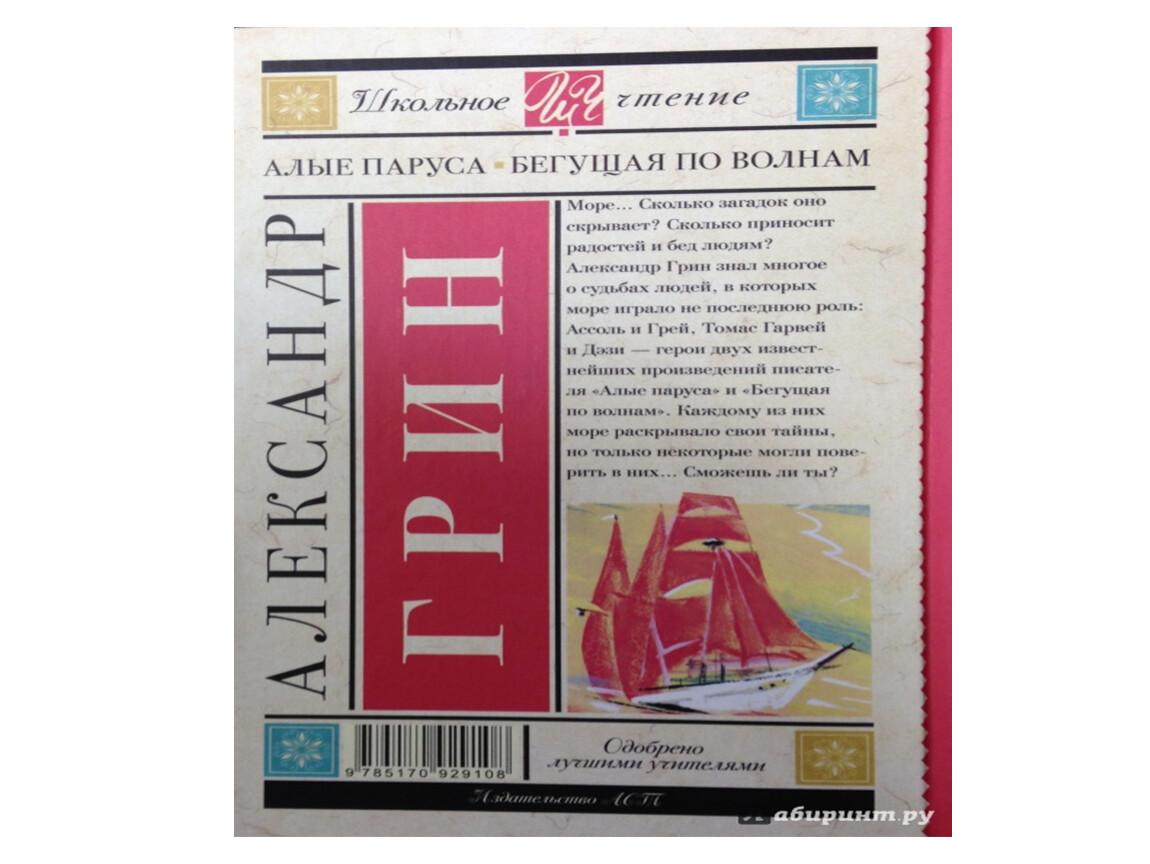 Школьное ШЧ чтение
АЛЫЕ ПАРУСА ▪ БЕГУЩАЯ ПО ВОЛНАМ
АЛЕКСАНДР
ГРИН
Море... Сколько загадок оно
скрывает? Сколько приносит
радостей и бед людям?
Александр Грин знал многое
о судьбах людей, в которых
море играло не последнюю роль:
Ассоль и Грей, Томас Гарвей
и Дэзи — герои двух извест-
нейших произведений писате-
ля «Алые паруса» и «Бегущая
по волнам». Каждому из них
море раскрывало свои тайны,
но только некоторые могли пове-
рить в них... Сможешь ли ты?
9 785170 929108
Одобрено
лучшими учителями
Издательство АСТ
Лабиринт.ру